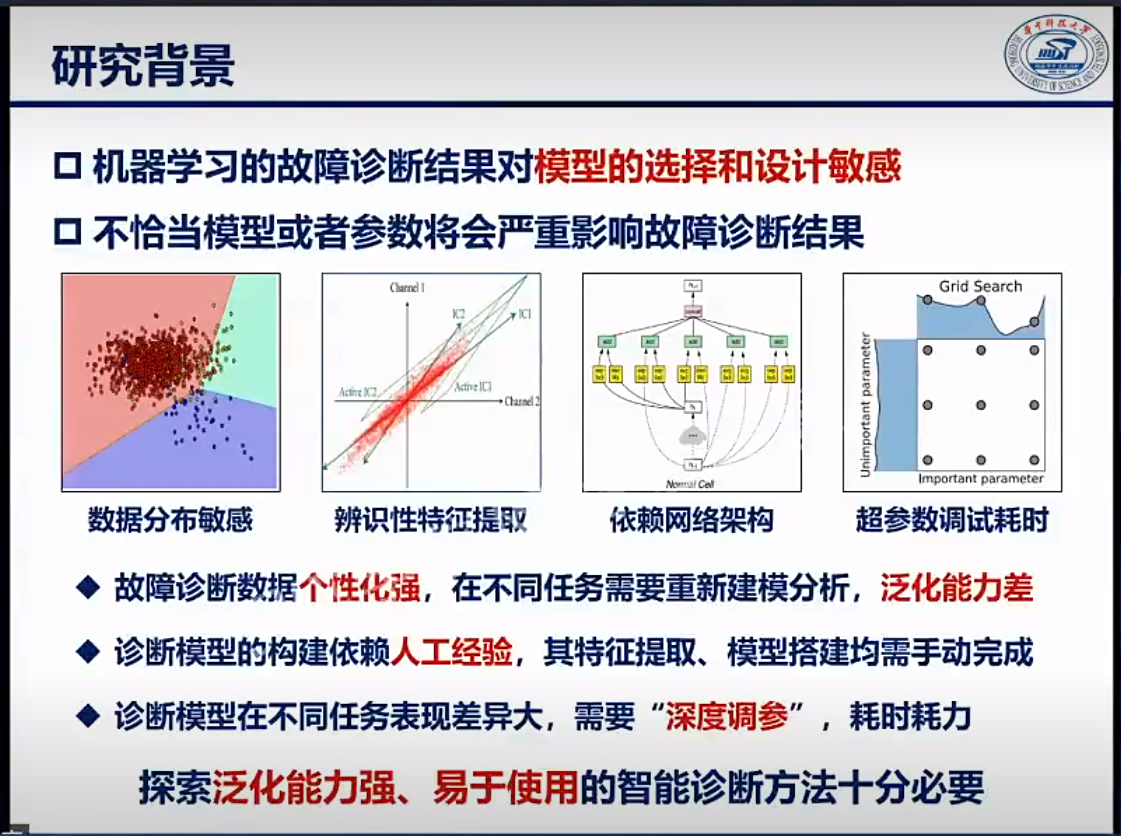 研究背景
机器学习的故障诊断结果对模型的选择和设计敏感
不恰当模型或者参数将会严重影响故障诊断结果
Channel 1
IC2
IC1
Active IC2
Active IC1
Channel 2
Normal Cell
Grid Search
Unimportant parameter
Important parameter
数据分布敏感
辨识性特征提取
依赖网络架构
超参数调试耗时
故障诊断数据个性化强，在不同任务需要重新建模分析，泛化能力差
诊断模型的构建依赖人工经验，其特征提取、模型搭建均需手动完成
诊断模型在不同任务表现差异大，需要“深度调参”，耗时耗力
探索泛化能力强、易于使用的智能诊断方法十分必要